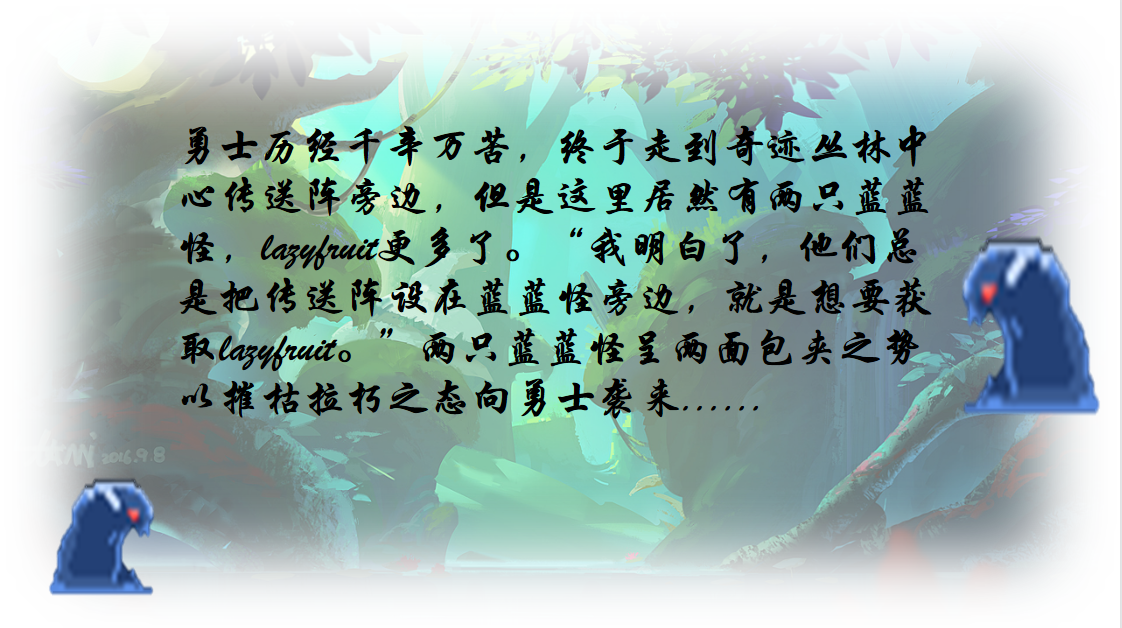 勇士历经千辛万苦，终于走到奇迹丛林中
心传送阵旁边，但是这里居然有两只蓝蓝
怪，lazyfruit更多了。“我明白了，他们总
是把传送阵设在蓝蓝怪旁边，就是想要获
取lazyfruit。”两只蓝蓝怪呈两面包夹之势
以摧枯拉朽之态向勇士袭来……
2016.9.8